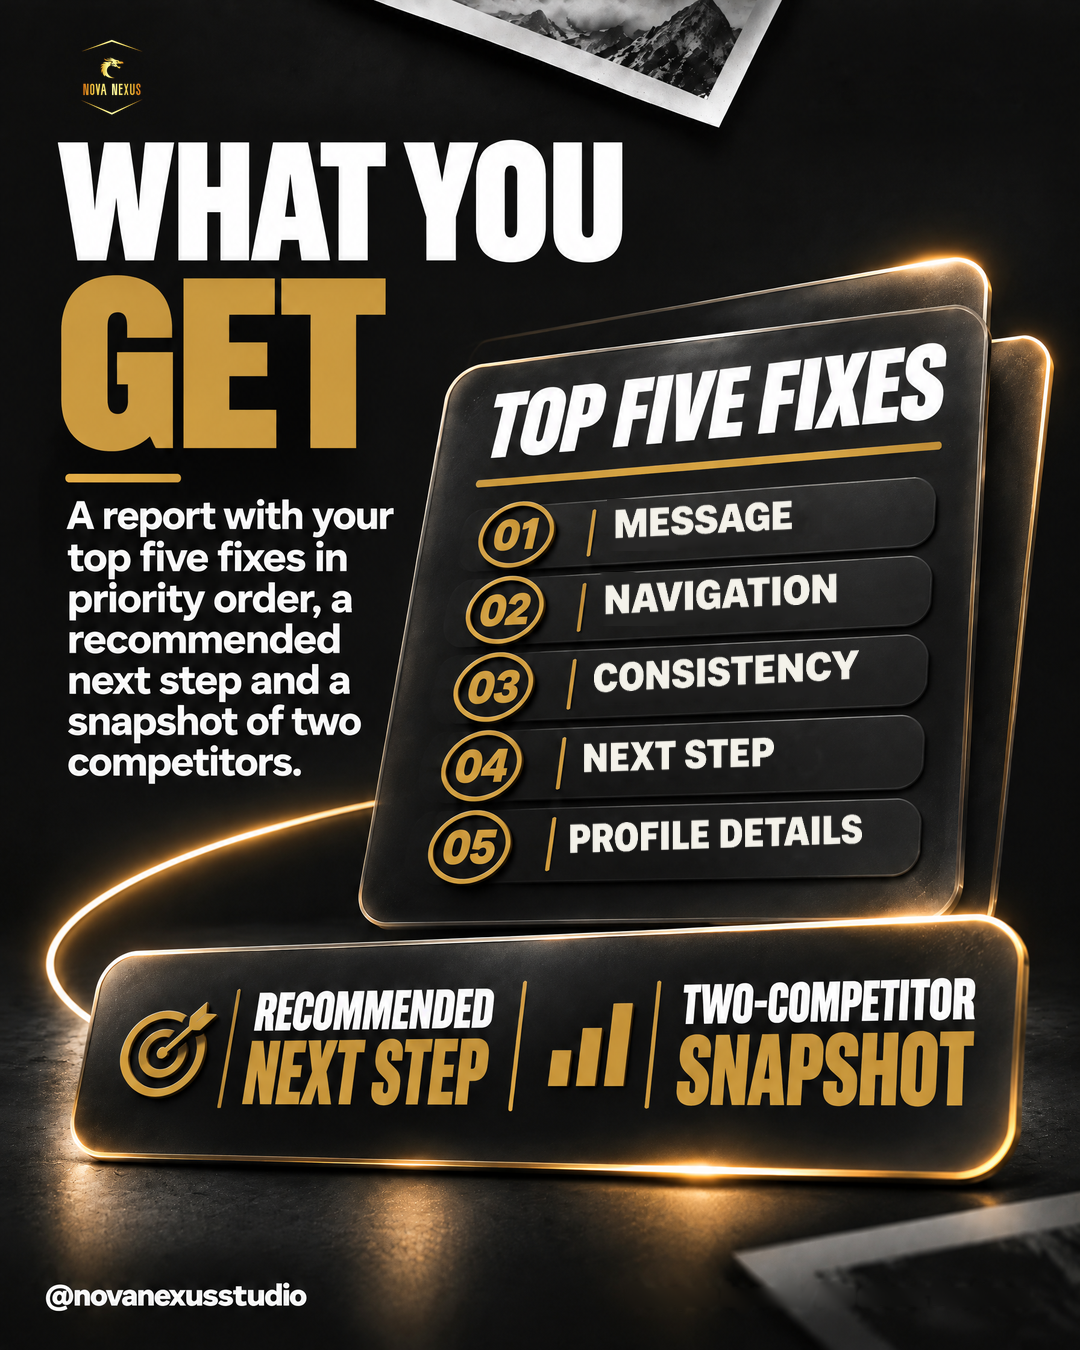 NOVA NEXUS
WHAT YOU
GET
A report with your
top five fixes in
priority order, a
recommended
next step and a
snapshot of two
competitors.
TOP FIVE FIXES
01 MESSAGE
02 NAVIGATION
03 CONSISTENCY
04 NEXT STEP
05 PROFILE DETAILS
RECOMMENDED
NEXT STEP
TWO-COMPETITOR
SNAPSHOT
@novanexusstudio